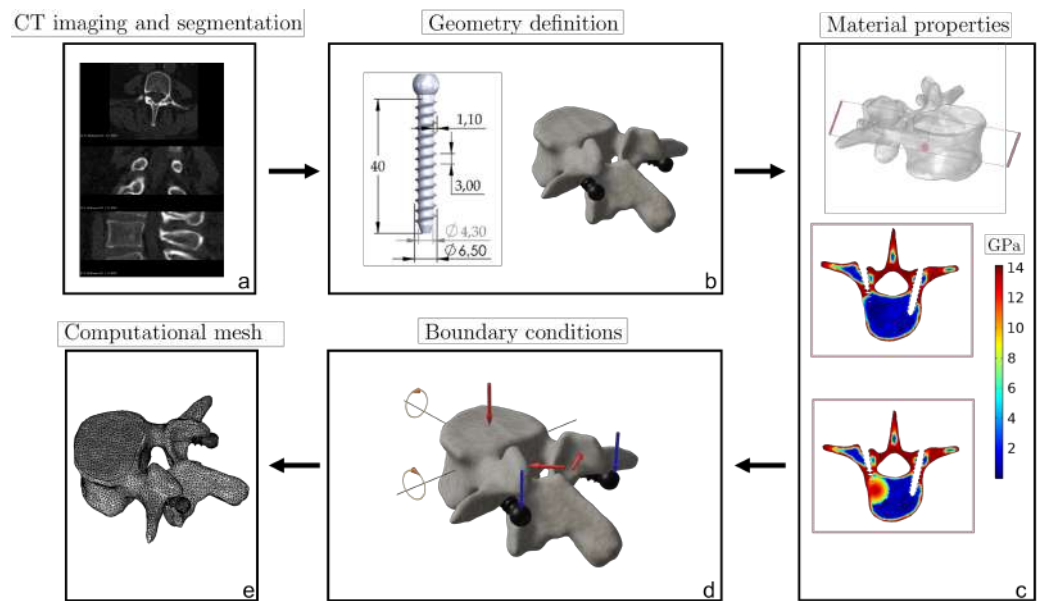 CT imaging and segmentation
Geometry definition
Material properties
40
1,10
3,00
Ø 4,30
Ø 6,50
a
b
GPa
14
12
10
8
6
4
2
Computational mesh
Boundary conditions
e
d
c